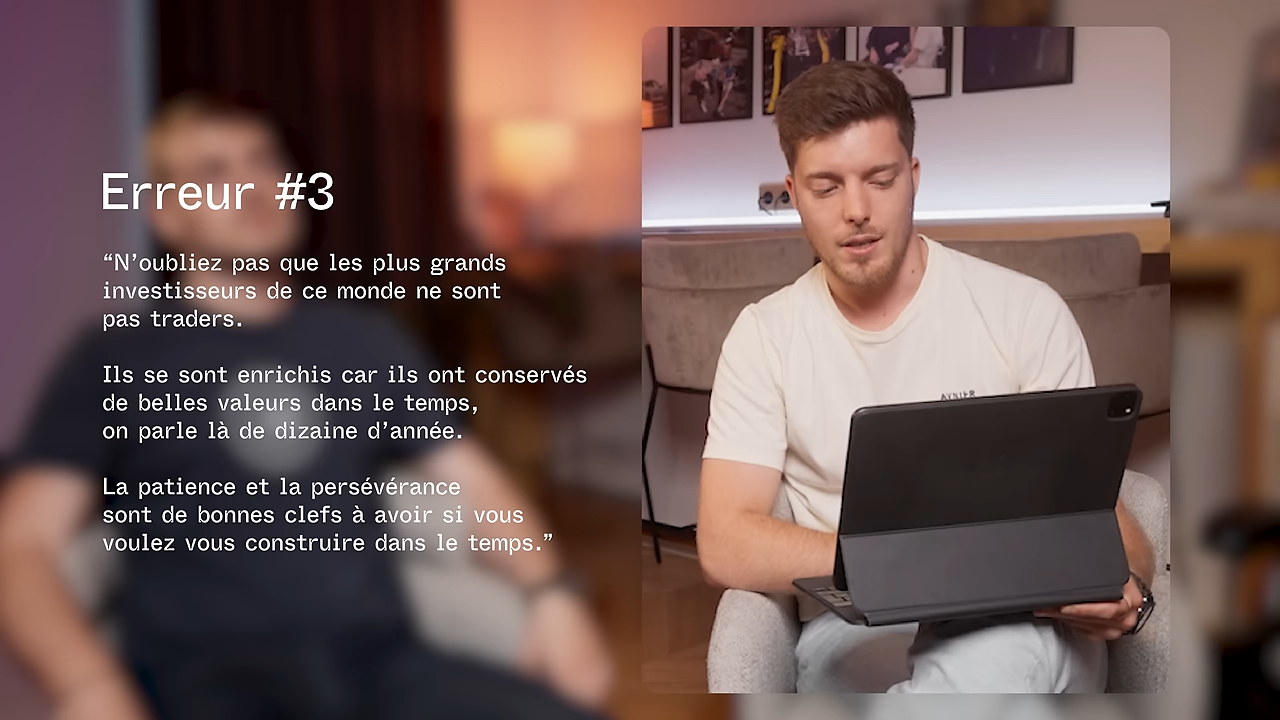 Erreur #3
“N’oubliez pas que les plus grands
investisseurs de ce monde ne sont
pas traders.
Ils se sont enrichis car ils ont conservés
de belles valeurs dans le temps,
on parle là de dizaine d’année.
La patience et la persévérance
sont de bonnes clefs à avoir si vous
voulez vous construire dans le temps.”